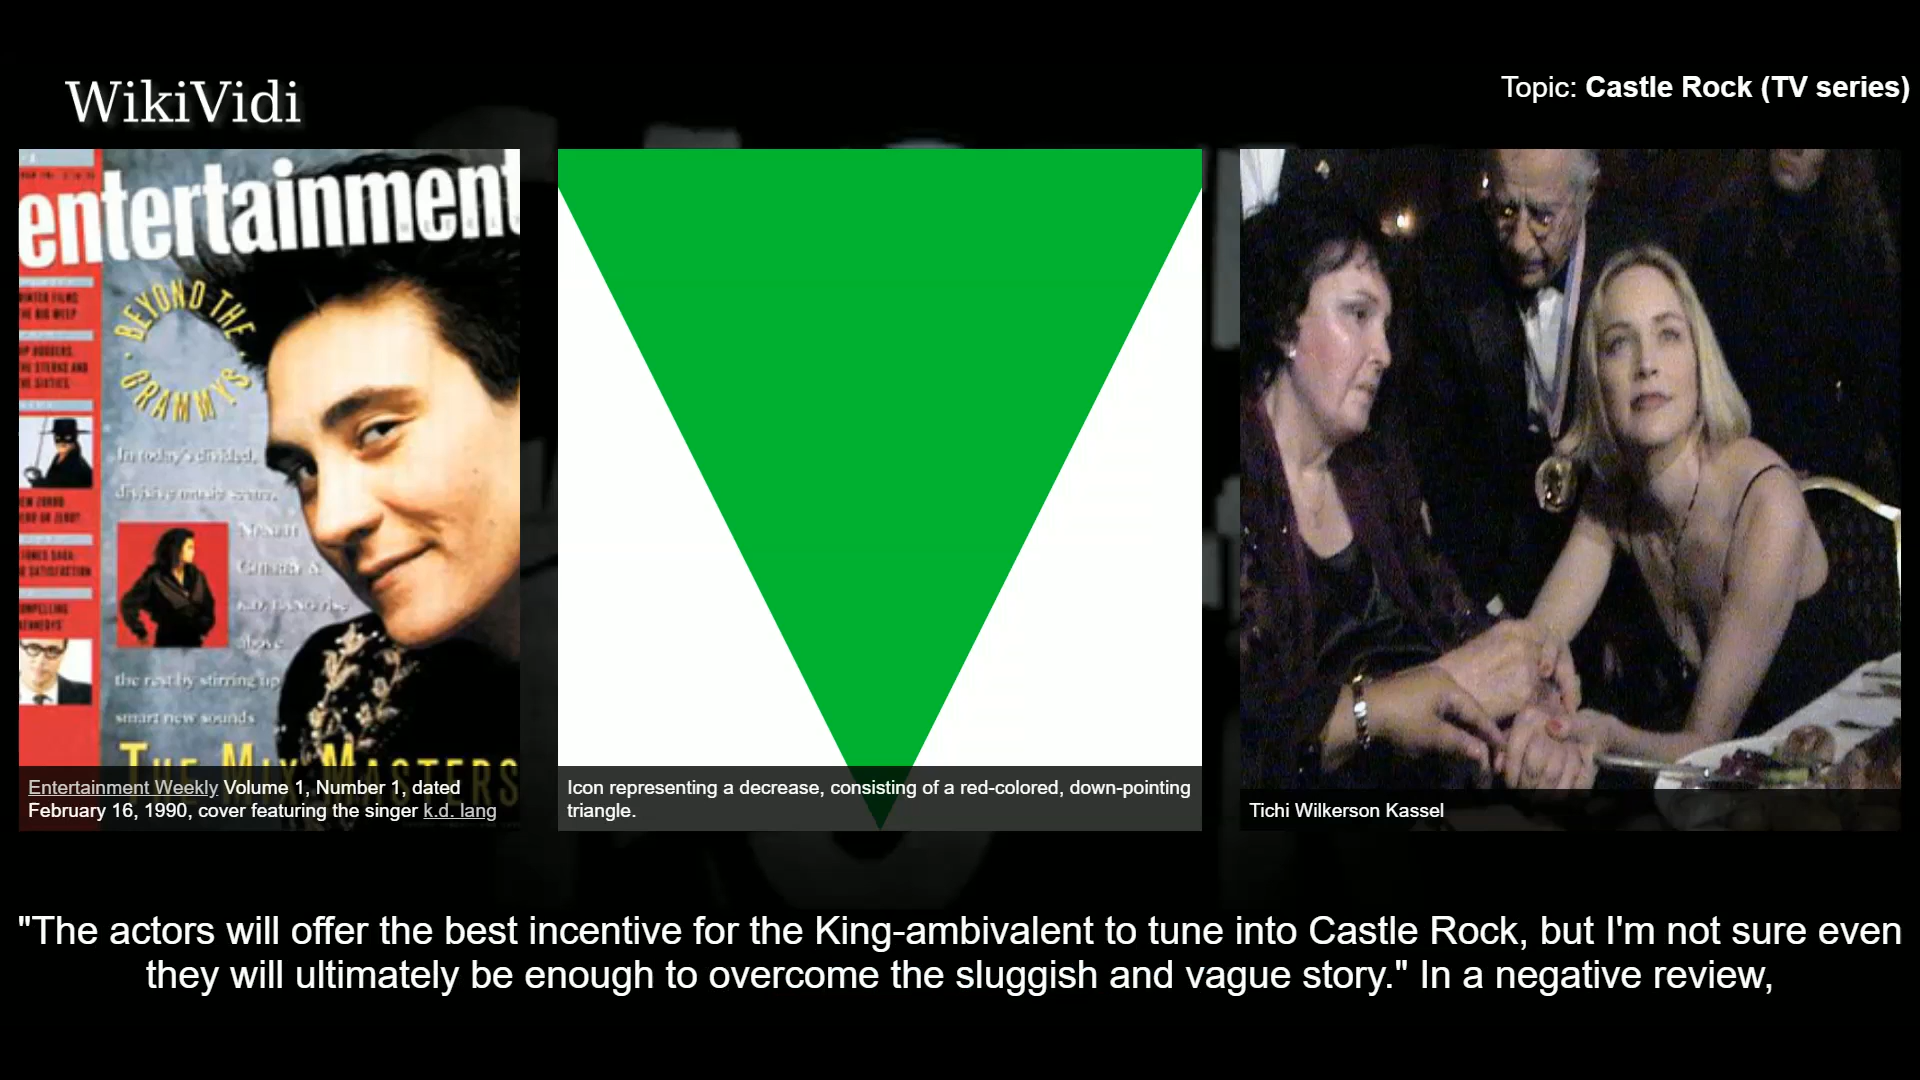 WikiVidi
Topic: Castle Rock (TV series)
entertainment
BEYOND THE
GRAMMYS
In today's divided,
divisive music scene,
k.d. lang rise
above
the rest by stirring up
smart new sounds
THE MIX MASTERS
Entertainment Weekly Volume 1, Number 1, dated
February 16, 1990, cover featuring the singer k.d. lang
Icon representing a decrease, consisting of a red-colored, down-pointing
triangle.
Tichi Wilkerson Kassel
"The actors will offer the best incentive for the King-ambivalent to tune into Castle Rock, but I'm not sure even
they will ultimately be enough to overcome the sluggish and vague story." In a negative review,